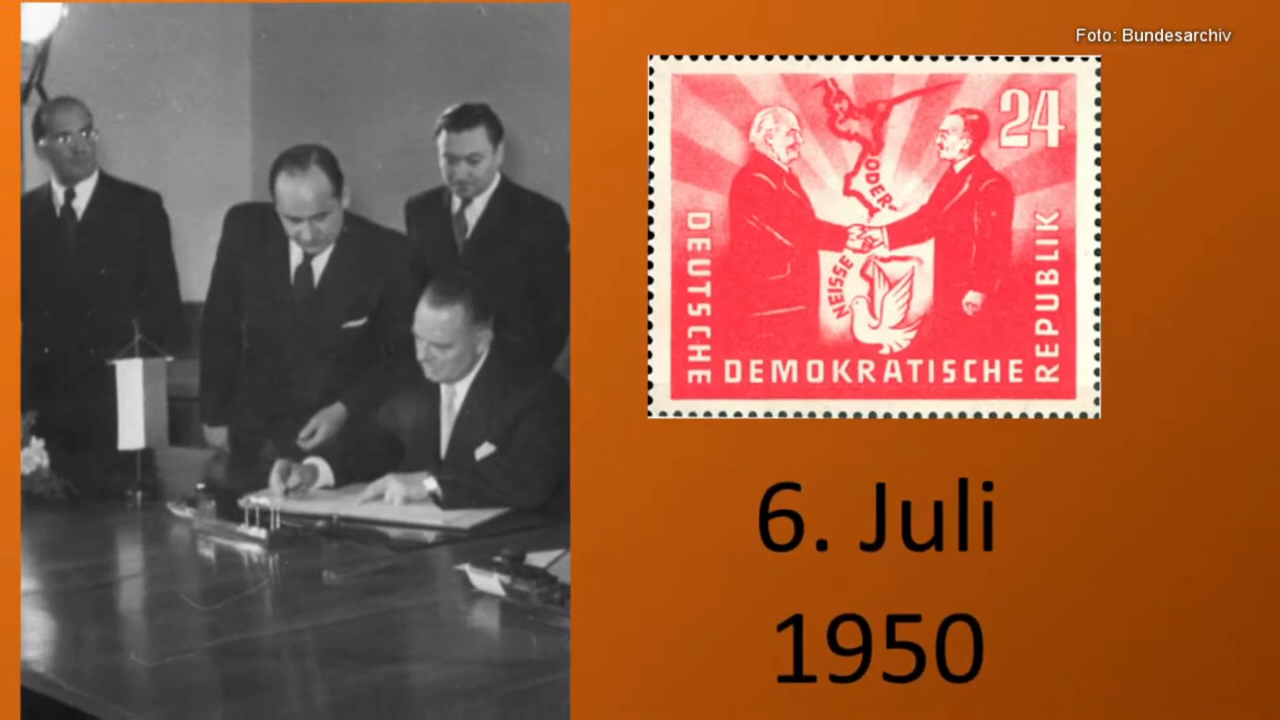 Foto: Bundesarchiv
24
ODER-
NEISSE
DEUTSCHE
DEMOKRATISCHE
REPUBLIK
6. Juli
1950